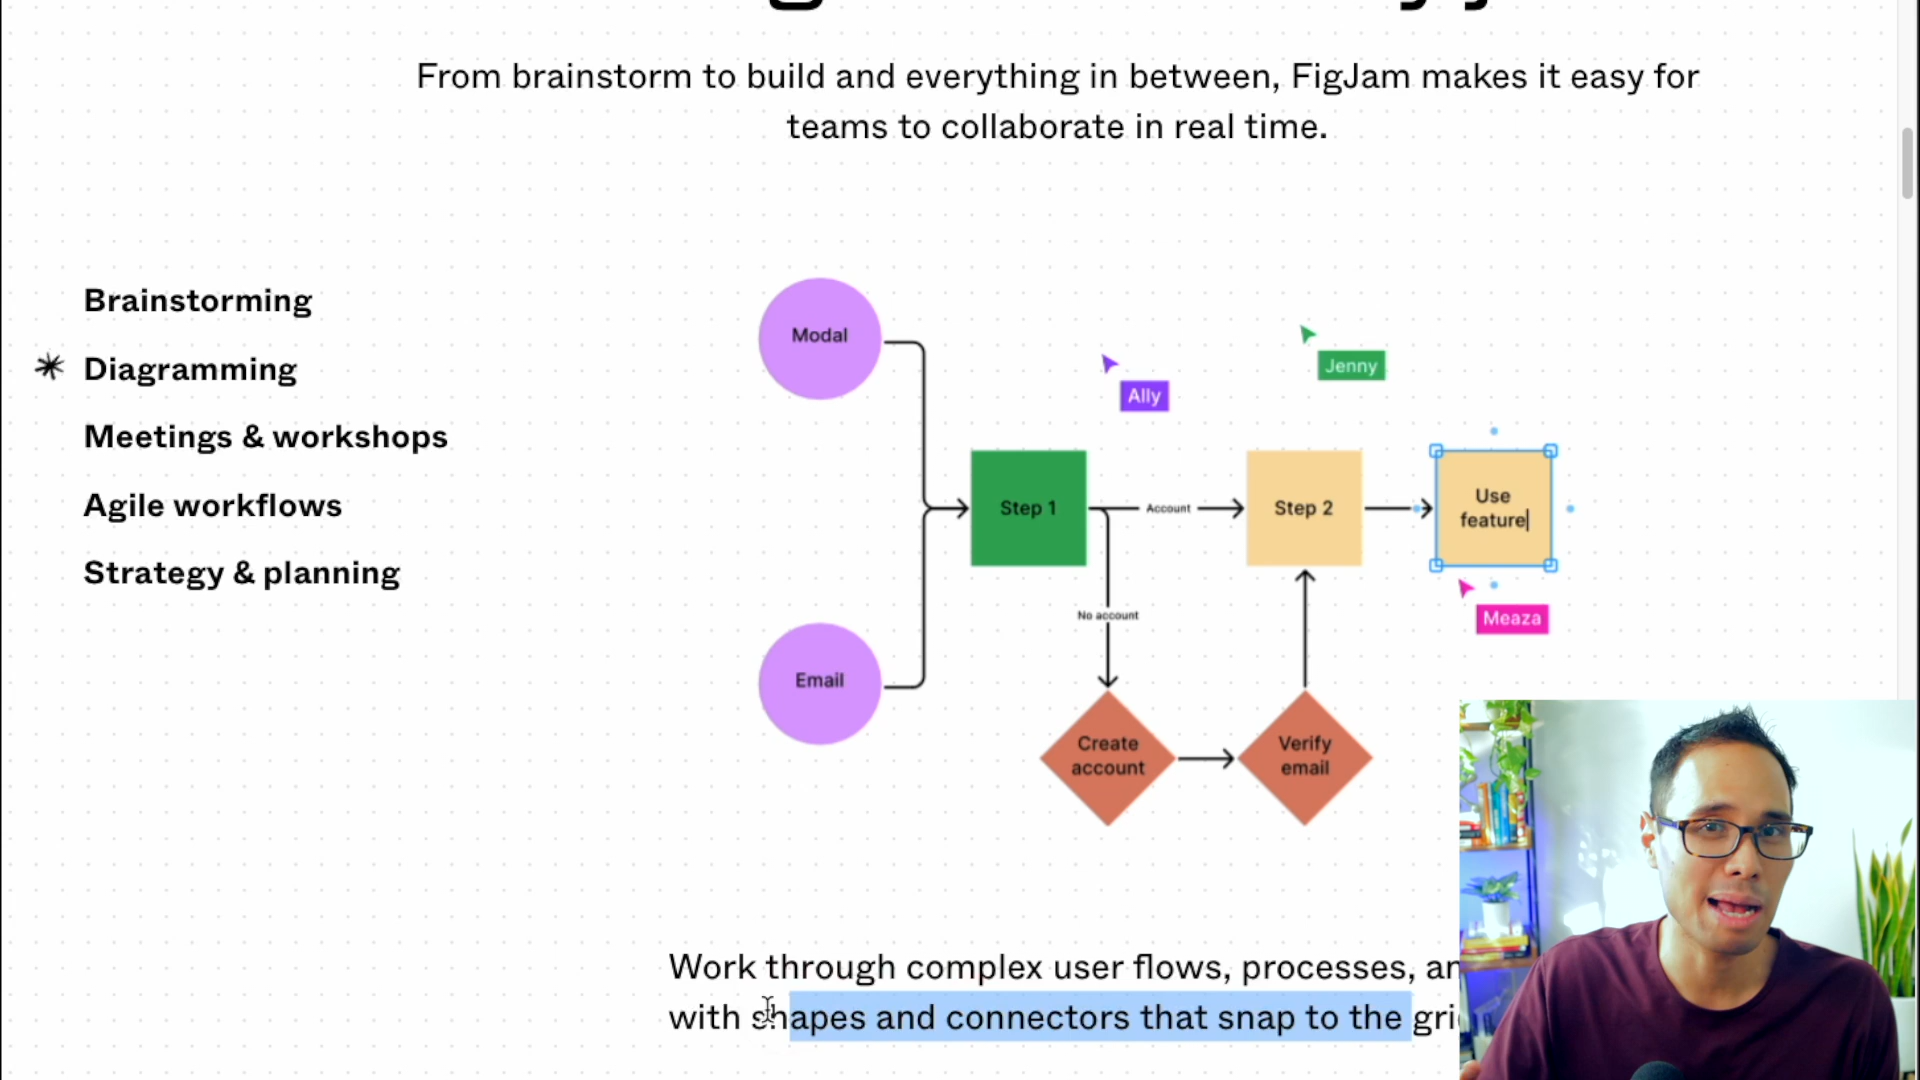 From brainstorm to build and everything in between, FigJam makes it easy for
teams to collaborate in real time.
Brainstorming
Diagramming
Meetings & workshops
Agile workflows
Strategy & planning
Modal
Ally
Jenny
Step 1
Account
Step 2
Use
feature
No account
Meaza
Email
Create
account
Verify
email
Work through complex user flows, processes,
with shapes and connectors that snap to the